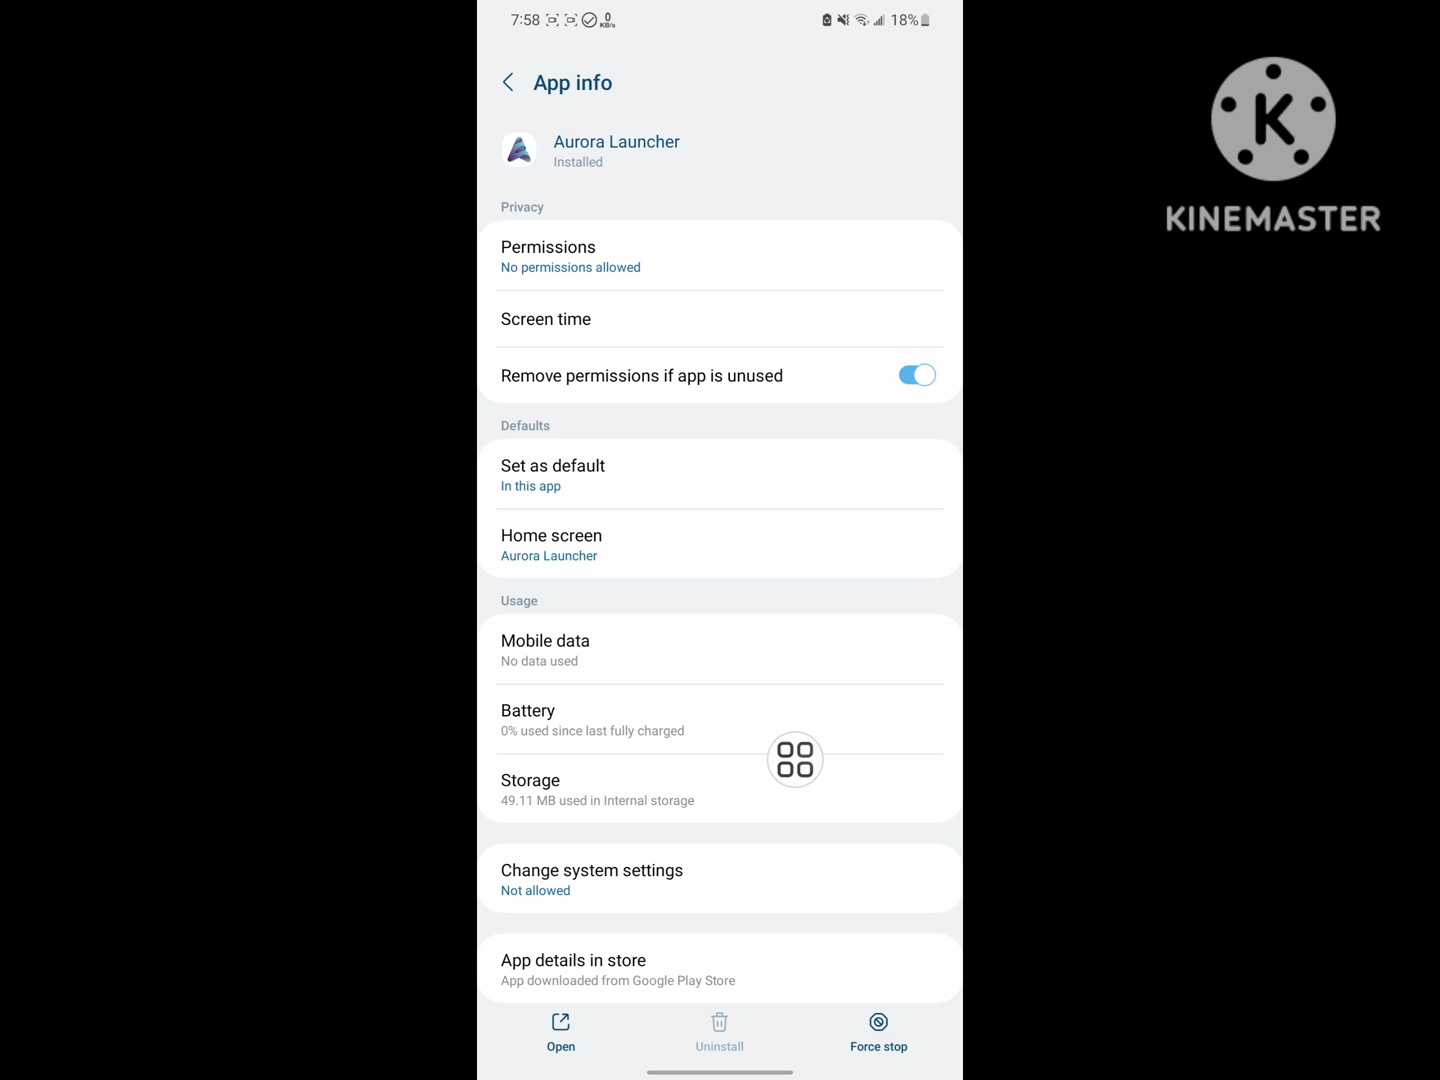 7:58 0 KB/s 18%
App info
Aurora Launcher
Installed
Privacy
Permissions
No permissions allowed
Screen time
Remove permissions if app is unused
Defaults
Set as default
In this app
Home screen
Aurora Launcher
Usage
Mobile data
No data used
Battery
0% used since last fully charged
Storage
49.11 MB used in Internal storage
Change system settings
Not allowed
App details in store
App downloaded from Google Play Store
Open Uninstall Force stop
K
KINEMASTER